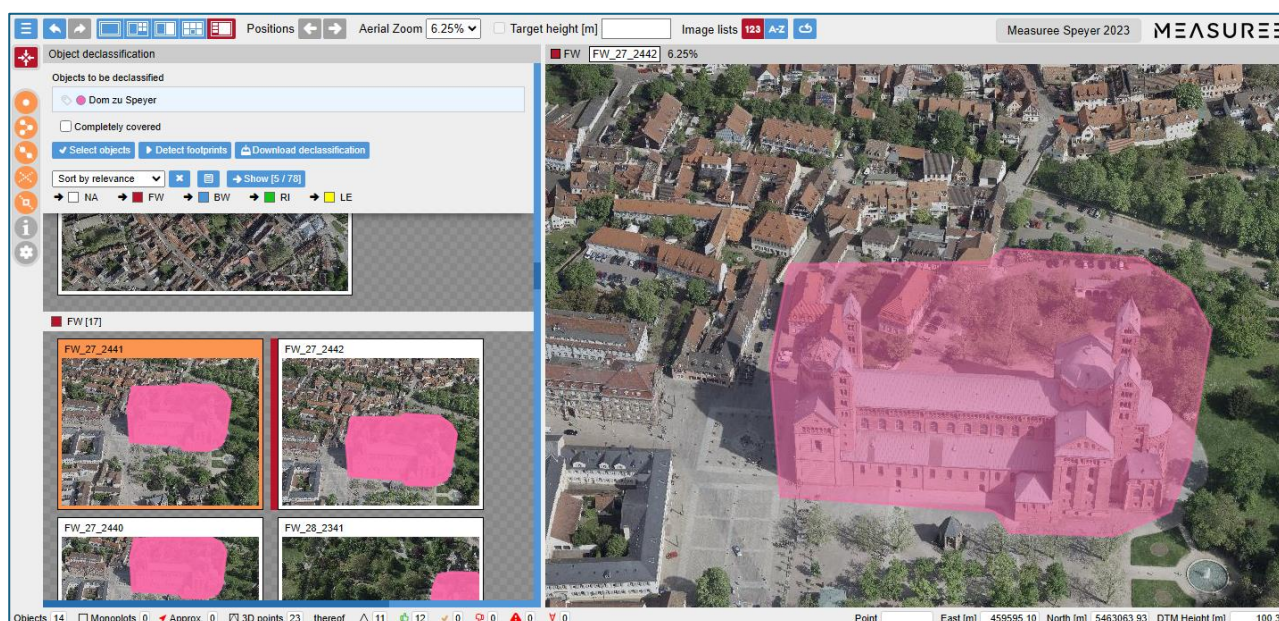 Positions Aerial Zoom 6.25% Target height [m] Image lists 123 A-Z Measuree Speyer 2023 MEASUREE
Object declassification
Objects to be declassified
Dom zu Speyer
Completely covered
Select objects Detect footprints Download declassification
Sort by relevance Show [5 / 78]
NA FW BW RI LE
FW [17]
FW_27_2441 FW_27_2442
FW_27_2440 FW_28_2341
FW FW_27_2442 6.25%
Objects 14 Monoplots 0 Approx. 0 3D points 23 thereof 11 12 0 0 0 0 Point East [m] 459595.10 North [m] 5463063.93 DTM Height [m] 100.3